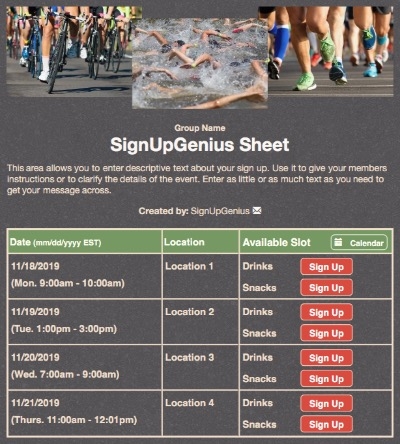 Group Name
SignUpGenius Sheet
This area allows you to enter descriptive text about your sign up. Use it to give your members
instructions or to clarify the details of the event. Enter as little or as much text as you need to
get your message across.
Created by: SignUpGenius
Date (mm/dd/yyyy EST) Location Available Slot Calendar
11/18/2019 Location 1 Drinks Sign Up
(Mon. 9:00am - 10:00am) Snacks Sign Up
11/19/2019 Location 2 Drinks Sign Up
(Tue. 1:00pm - 3:00pm) Snacks Sign Up
11/20/2019 Location 3 Drinks Sign Up
(Wed. 7:00am - 9:00am) Snacks Sign Up
11/21/2019 Location 4 Drinks Sign Up
(Thurs. 11:00am - 12:01pm) Snacks Sign Up